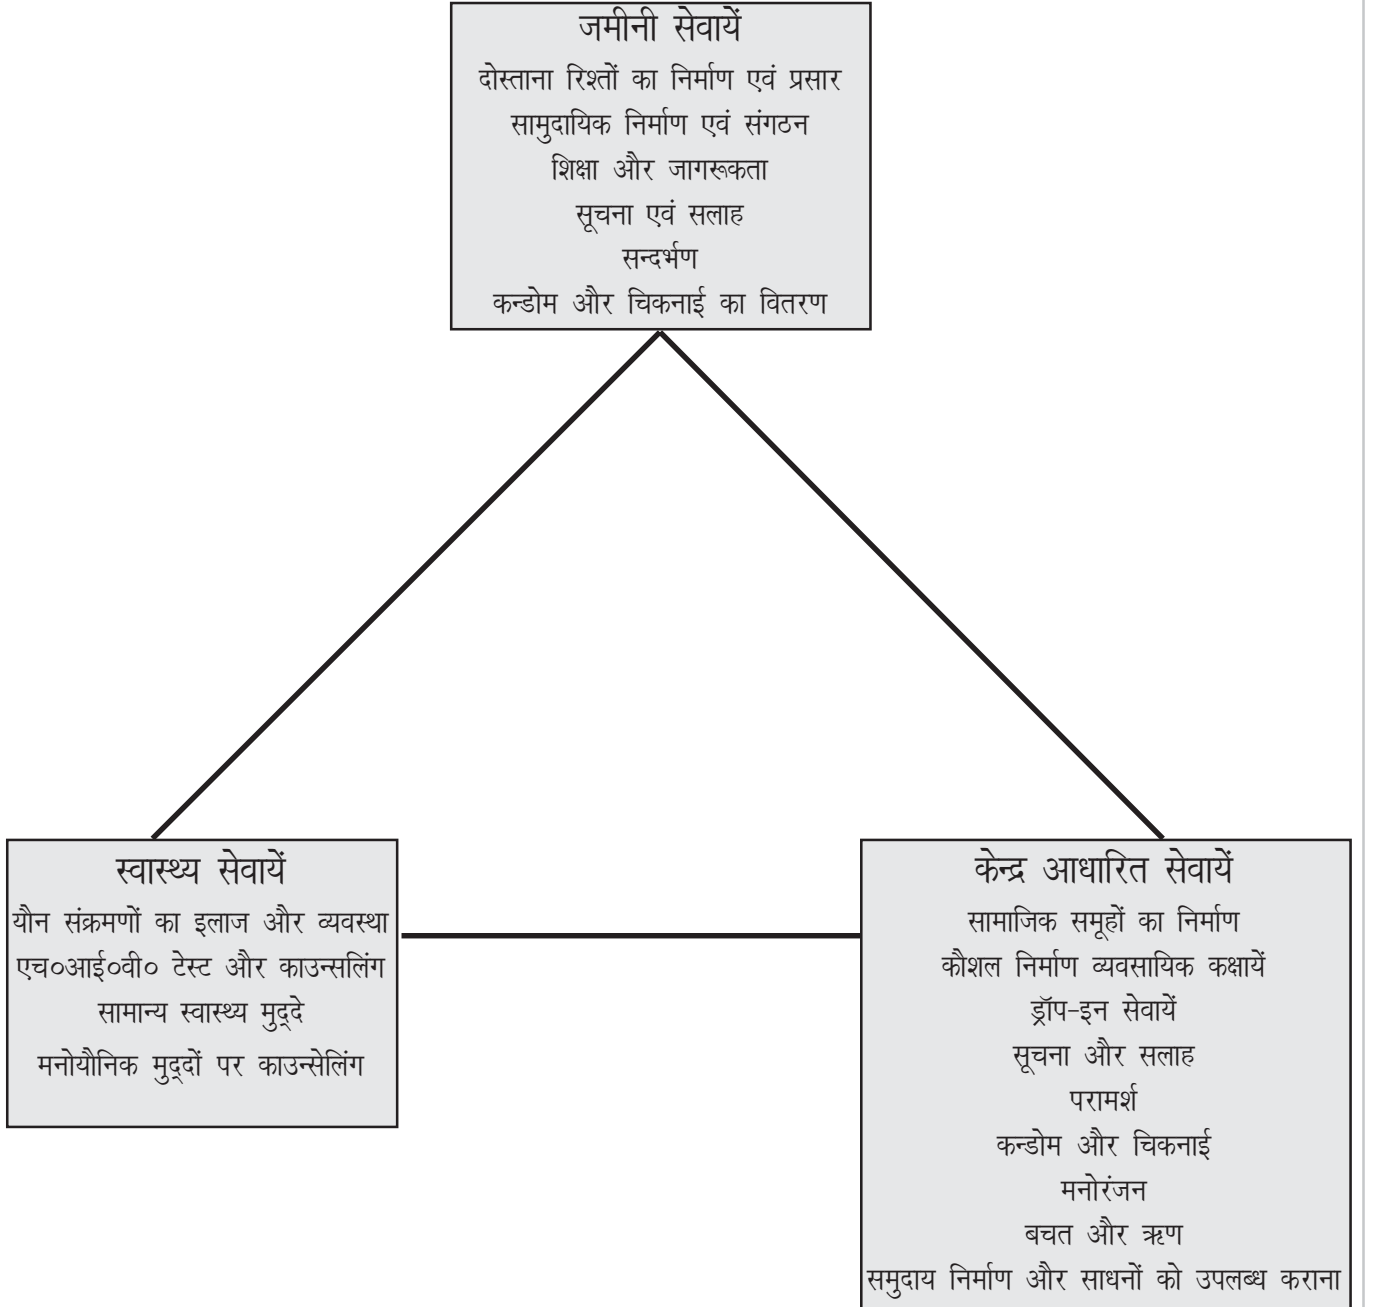 जमीनी सेवायें
दोस्ताना रिश्तों का निर्माण एवं प्रसार
सामुदायिक निर्माण एवं संगठन
शिक्षा और जागरूकता
सूचना एवं सलाह
सन्दर्भण
कन्डोम और चिकनाई का वितरण
स्वास्थ्य सेवायें
यौन संक्रमणों का इलाज और व्यवस्था
एच०आई०वी० टेस्ट और काउन्सलिंग
सामान्य स्वास्थ्य मुद्दे
मनोयौनिक मुद्दों पर काउन्सेलिंग
केन्द्र आधारित सेवायें
सामाजिक समूहों का निर्माण
कौशल निर्माण व्यवसायिक कक्षायें
ड्रॉप-इन सेवायें
सूचना और सलाह
परामर्श
कन्डोम और चिकनाई
मनोरंजन
बचत और ऋण
समुदाय निर्माण और साधनों को उपलब्ध कराना